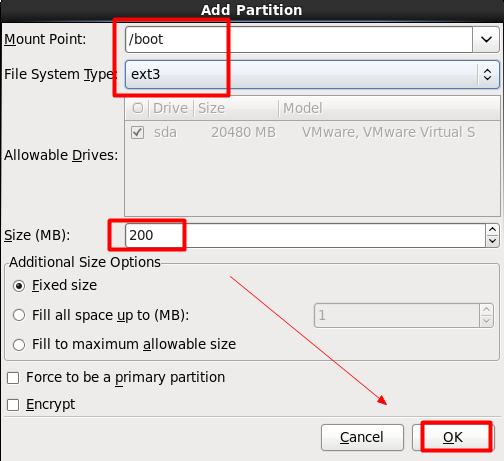 Add Partition
Mount Point: /boot
File System Type: ext3
Drive Size Model
sda 20480 MB VMware, VMware Virtual S
Allowable Drives:
Size (MB): 200
Additional Size Options
Fixed size
Fill all space up to (MB): 1
Fill to maximum allowable size
Force to be a primary partition
Encrypt
Cancel OK